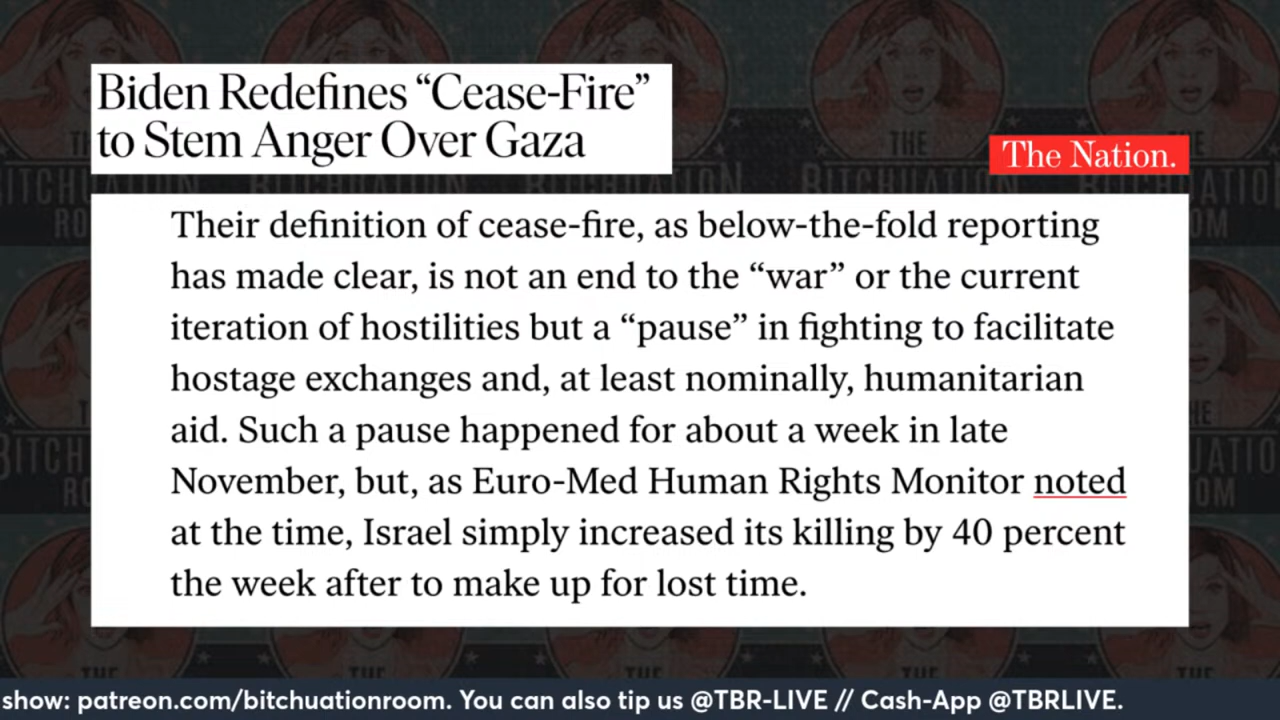 Biden Redefines “Cease-Fire”
to Stem Anger Over Gaza
The Nation.
Their definition of cease-fire, as below-the-fold reporting
has made clear, is not an end to the “war” or the current
iteration of hostilities but a “pause” in fighting to facilitate
hostage exchanges and, at least nominally, humanitarian
aid. Such a pause happened for about a week in late
November, but, as Euro-Med Human Rights Monitor noted
at the time, Israel simply increased its killing by 40 percent
the week after to make up for lost time.
show: patreon.com/bitchuationroom. You can also tip us @TBR-LIVE // Cash-App @TBRLIVE.